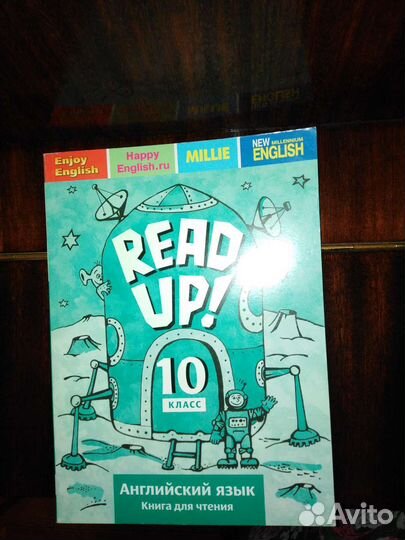 Enjoy
English
Happy
English.ru
MILLIE
NEW MILLENNIUM
ENGLISH
READ
UP!
10
КЛАСС
Английский язык
Книга для чтения
Avito